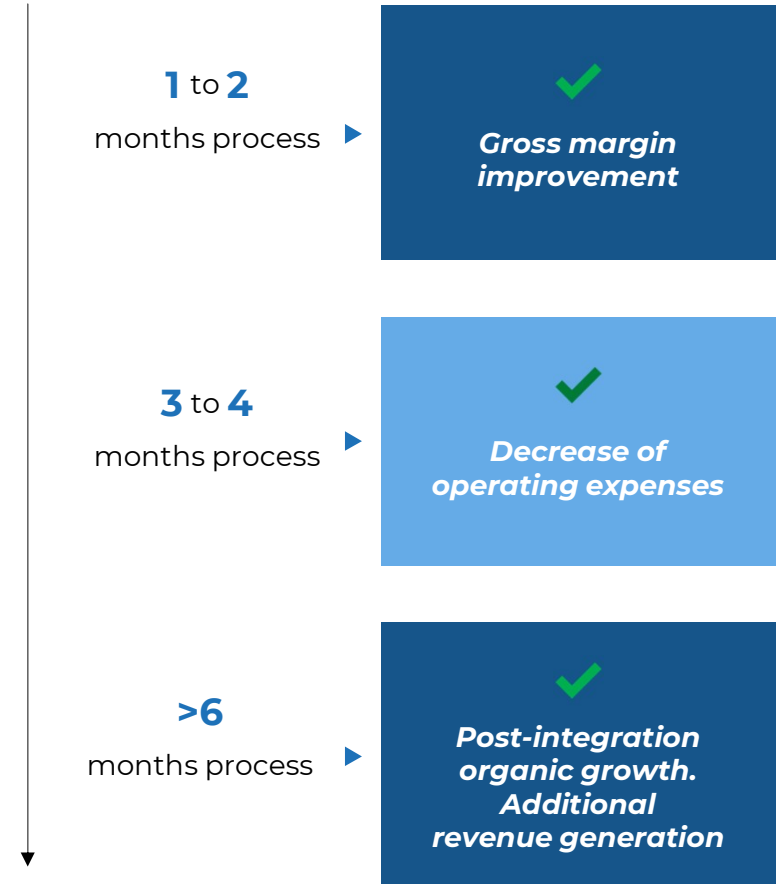 1 to 2
months process
Gross margin
improvement
3 to 4
months process
Decrease of
operating expenses
>6
months process
Post-integration
organic growth.
Additional
revenue generation